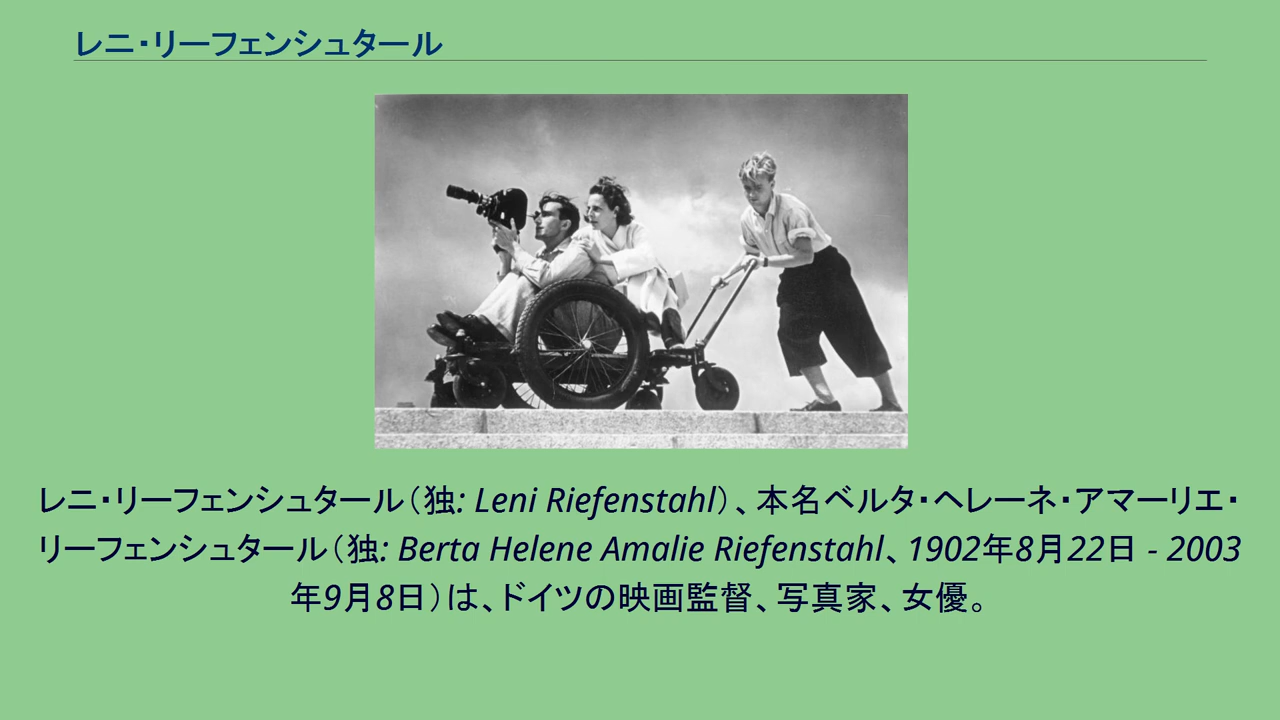 レニ・リーフェンシュタール
レニ・リーフェンシュタール（独: Leni Riefenstahl）、本名ベルタ・ヘレーネ・アマーリエ・
リーフェンシュタール（独: Berta Helene Amalie Riefenstahl、1902年8月22日 - 2003
年9月8日）は、ドイツの映画監督、写真家、女優。